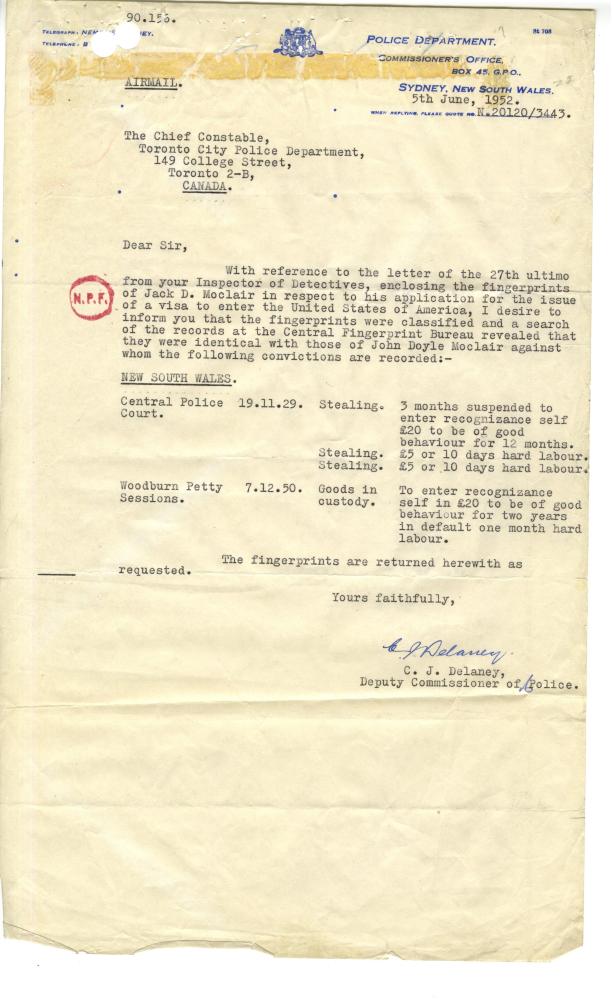 90.156.
TELEGRAPH: NEM
TELEPHONE: B
St 708
POLICE DEPARTMENT,
COMMISSIONER'S OFFICE,
BOX 45, G.P.O.,
SYDNEY, NEW SOUTH WALES.
AIRMAIL.
5th June, 1952.
WHEN REPLYING, PLEASE QUOTE NO. N.20120/3443.
The Chief Constable,
Toronto City Police Department,
149 College Street,
Toronto 2-B,
CANADA.
Dear Sir,
With reference to the letter of the 27th ultimo
from your Inspector of Detectives, enclosing the fingerprints
of Jack D. Moclair in respect to his application for the issue
of a visa to enter the United States of America, I desire to
inform you that the fingerprints were classified and a search
of the records at the Central Fingerprint Bureau revealed that
they were identical with those of John Doyle Moclair against
whom the following convictions are recorded:-
N.P.F.
NEW SOUTH WALES.
Central Police 19.11.29. Stealing. 3 months suspended to
Court. enter recognizance self
£20 to be of good
behaviour for 12 months.
Stealing. £5 or 10 days hard labour.
Stealing. £5 or 10 days hard labour.
Woodburn Petty 7.12.50. Goods in To enter recognizance
Sessions. custody. self in £20 to be of good
behaviour for two years
in default one month hard
labour.
The fingerprints are returned herewith as
requested.
Yours faithfully,
C J Delaney.
C. J. Delaney,
Deputy Commissioner of Police.